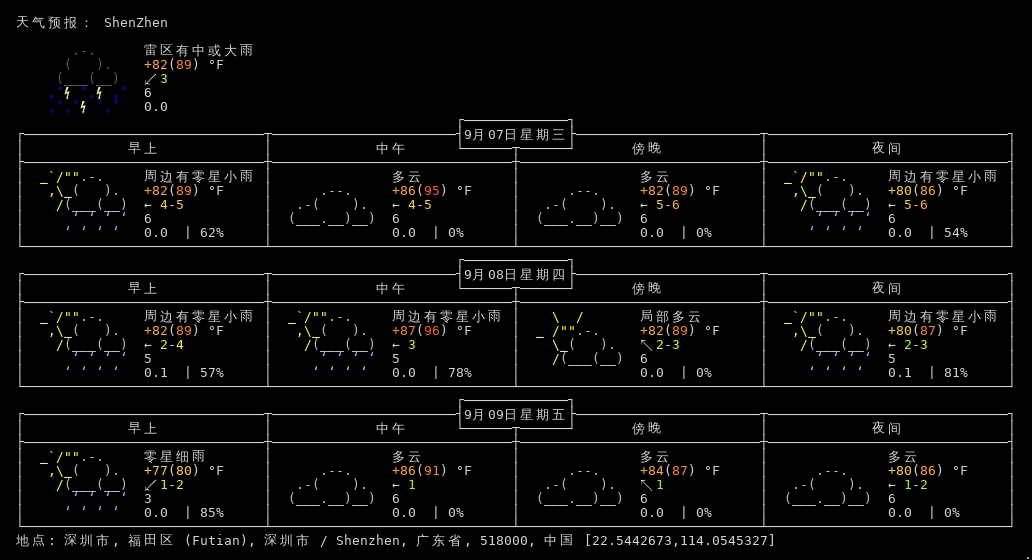 天气预报： ShenZhen
雷区有中或大雨
+82(89) °F
↙ 3
6
0.0
9月07日星期三
早上 中午 傍晚 夜间
周边有零星小雨 多云 多云 周边有零星小雨
+82(89) °F +86(95) °F +82(89) °F +80(86) °F
← 4-5 ← 4-5 ← 5-6 ← 5-6
6 6 6 6
0.0 | 62% 0.0 | 0% 0.0 | 0% 0.0 | 54%
9月08日星期四
早上 中午 傍晚 夜间
周边有零星小雨 周边有零星小雨 局部多云 周边有零星小雨
+82(89) °F +87(96) °F +82(89) °F +80(87) °F
← 2-4 ← 3 ↖ 2-3 ← 2-3
5 5 6 5
0.1 | 57% 0.0 | 78% 0.0 | 0% 0.1 | 81%
9月09日星期五
早上 中午 傍晚 夜间
零星细雨 多云 多云 多云
+77(80) °F +86(91) °F +84(87) °F +80(86) °F
↙ 1-2 ← 1 ↖ 1 ← 1-2
3 6 6 6
0.0 | 85% 0.0 | 0% 0.0 | 0% 0.0 | 0%
地点: 深圳市, 福田区 (Futian), 深圳市 / Shenzhen, 广东省, 518000, 中国 [22.5442673,114.0545327]